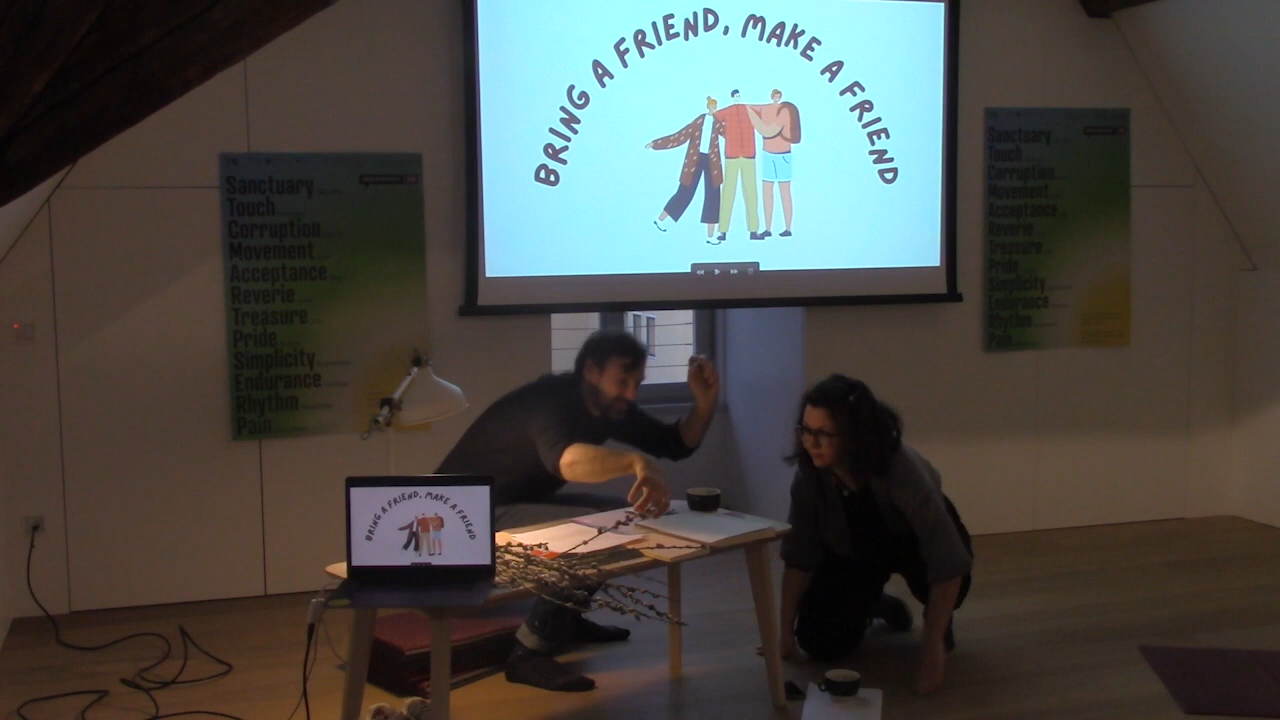 BRING A FRIEND, MAKE A FRIEND
Sanctuary
Touch
Corruption
Movement
Acceptance
Reverie
Treasure
Pride
Simplicity
Endurance
Rhythm
Pain
Sanctuary
Touch
Corruption
Movement
Acceptance
Reverie
Treasure
Pride
Simplicity
Endurance
Rhythm
Pain
BRING A FRIEND, MAKE A FRIEND